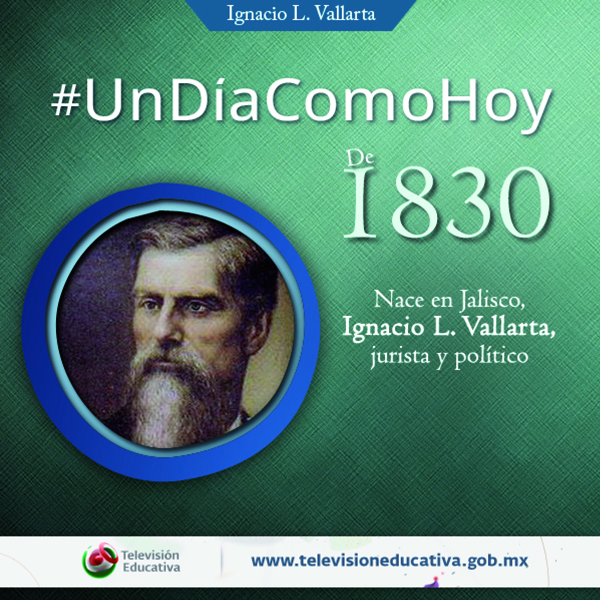 Ignacio L. Vallarta
#UnDíaComoHoy
De
1830
Nace en Jalisco,
Ignacio L. Vallarta,
jurista y político
Televisión
Educativa
www.televisioneducativa.gob.mx